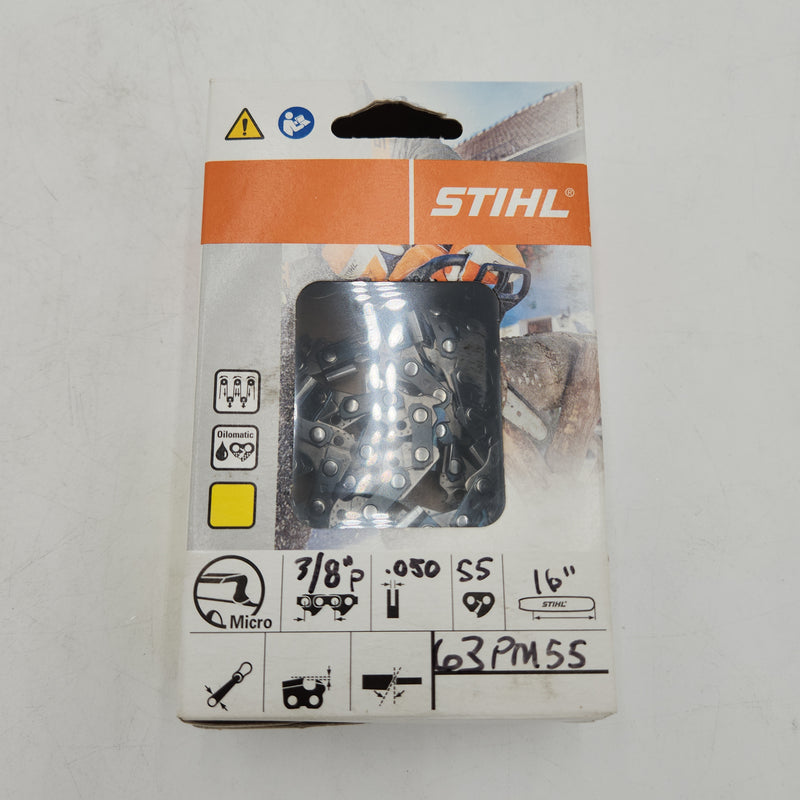 STIHL®
Oilomatic
Micro
3/8"P
.050
55
16"
STIHL
63PM55